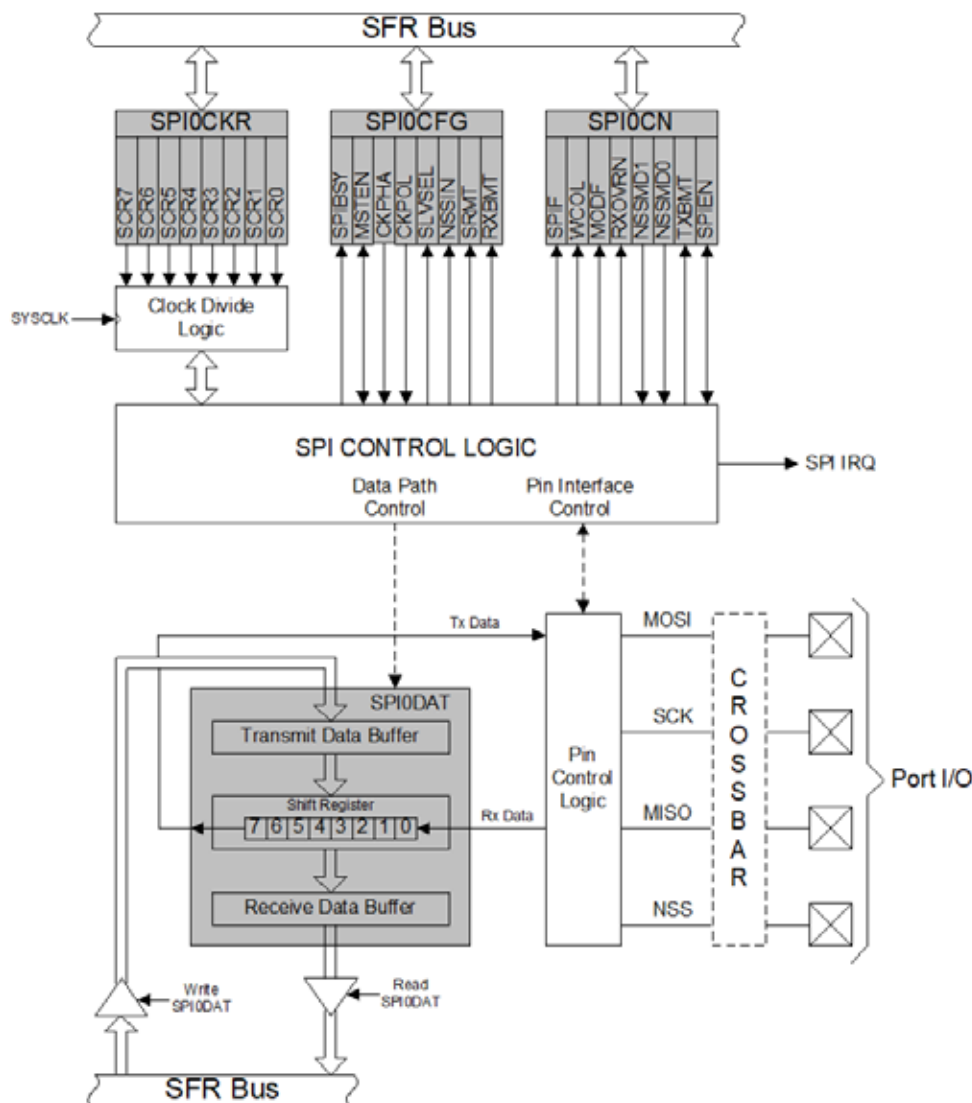 SFR Bus
SPI0CKR
SPI0CFG
SPI0CN
SCR7
SCR6
SCR5
SCR4
SCR3
SCR2
SCR1
SCR0
SPIBSY
MSTEN
CKPHA
CKPOL
SLVSEL
NSSIN
SRMT
RXBMT
SPIF
WCOL
MODF
RXOVRN
NSSMD1
NSSMD0
TXBMT
SPIEN
SYSCLK
Clock Divide
Logic
SPI CONTROL LOGIC
Data Path
Control
Pin Interface
Control
SPI IRQ
Tx Data
MOSI
SPI0DAT
Transmit Data Buffer
SCK
Shift Register
7 6 5 4 3 2 1 0
Rx Data
Pin
Control
Logic
MISO
Receive Data Buffer
NSS
CROSSBAR
Port I/O
Write
SPI0DAT
Read
SPI0DAT
SFR Bus